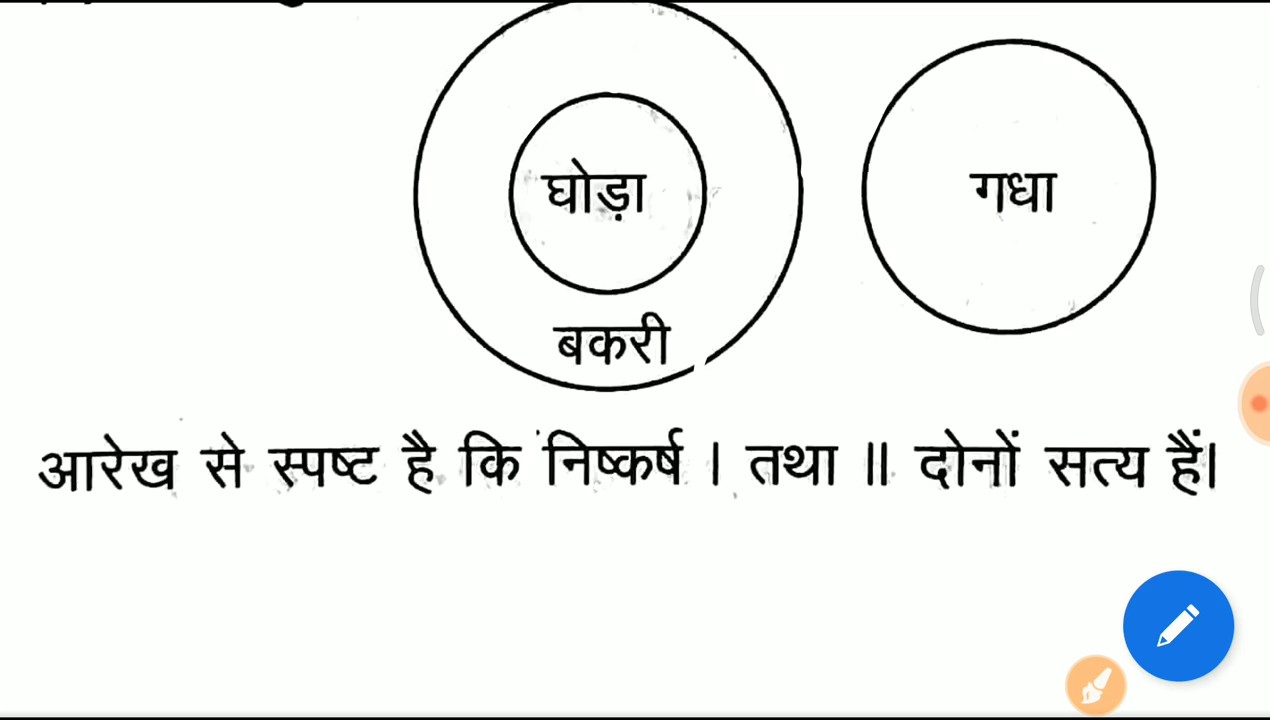 घोड़ा
गधा
बकरी
आरेख से स्पष्ट है कि निष्कर्ष I तथा II दोनों सत्य हैं।